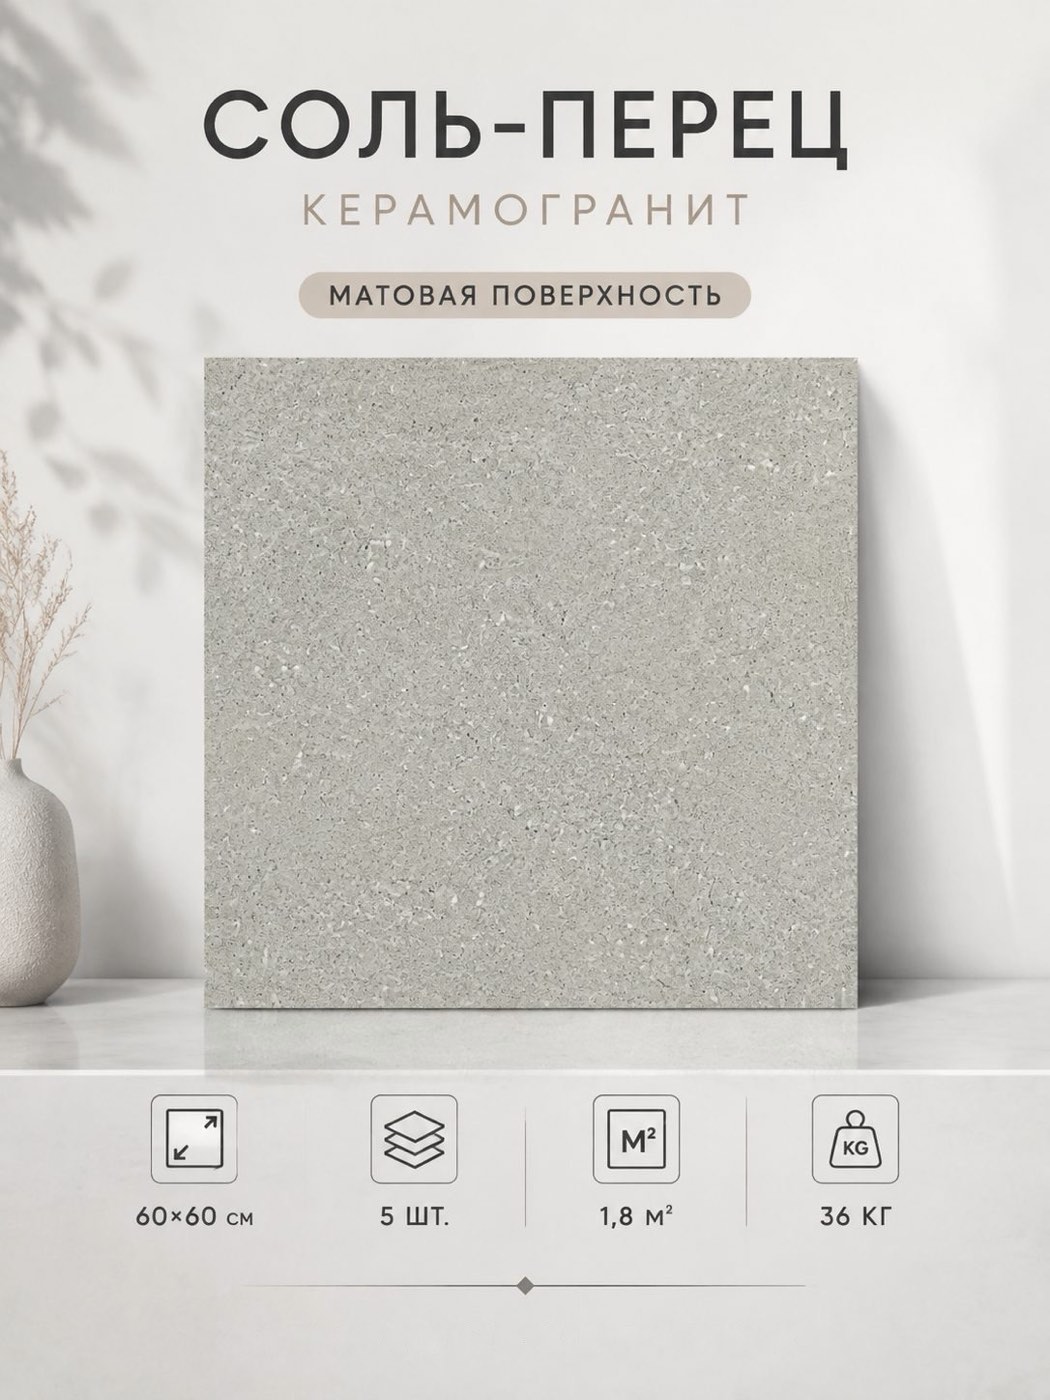 СОЛЬ-ПЕРЕЦ
КЕРАМОГРАНИТ
МАТОВАЯ ПОВЕРХНОСТЬ
M²
KG
60×60 см
5 ШТ.
1,8 м²
36 КГ